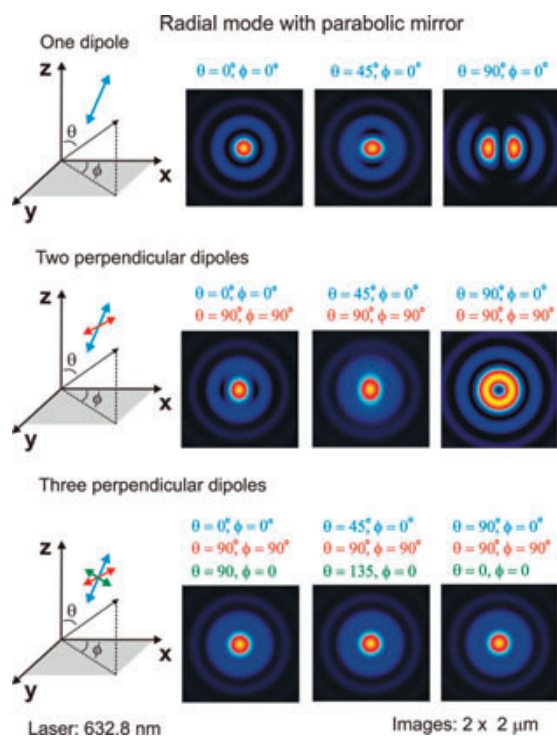 Radial mode with parabolic mirror
One dipole
z
θ
ϕ
x
y
θ = 0°, ϕ = 0°
θ = 45°, ϕ = 0°
θ = 90°, ϕ = 0°
Two perpendicular dipoles
z
θ
ϕ
x
y
θ = 0°, ϕ = 0°
θ = 90°, ϕ = 90°
θ = 45°, ϕ = 0°
θ = 90°, ϕ = 90°
θ = 90°, ϕ = 0°
θ = 90°, ϕ = 90°
Three perpendicular dipoles
z
θ
ϕ
x
y
θ = 0°, ϕ = 0°
θ = 90°, ϕ = 90°
θ = 90, ϕ = 0
θ = 45°, ϕ = 0°
θ = 90°, ϕ = 90°
θ = 135, ϕ = 0
θ = 90°, ϕ = 0°
θ = 90°, ϕ = 90°
θ = 0, ϕ = 0
Laser: 632.8 nm
Images: 2 x 2 μm